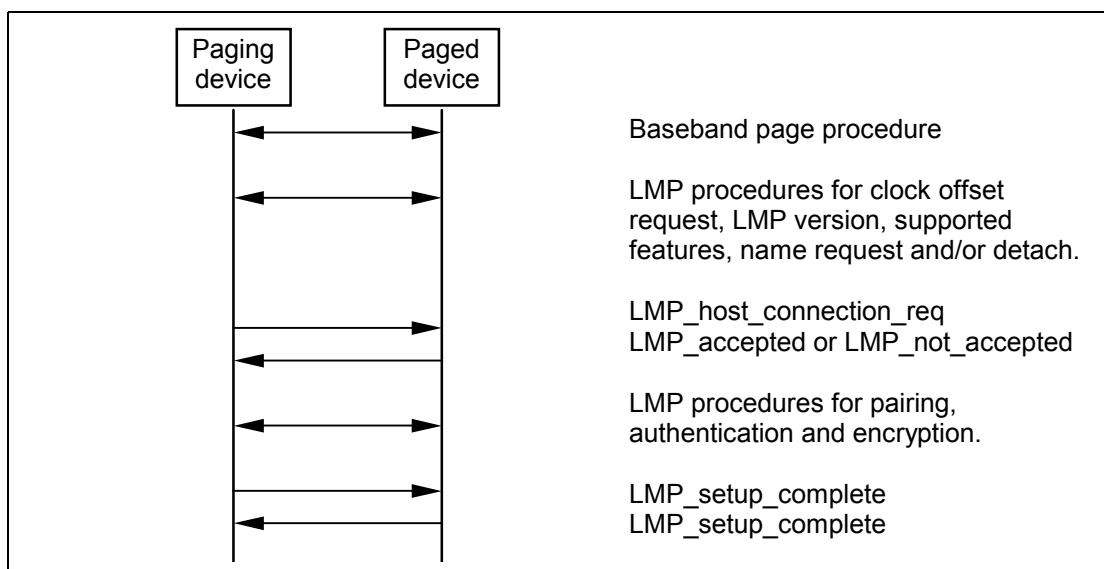 Paging
device
Paged
device
Baseband page procedure
LMP procedures for clock offset
request, LMP version, supported
features, name request and/or detach.
LMP_host_connection_req
LMP_accepted or LMP_not_accepted
LMP procedures for pairing,
authentication and encryption.
LMP_setup_complete
LMP_setup_complete